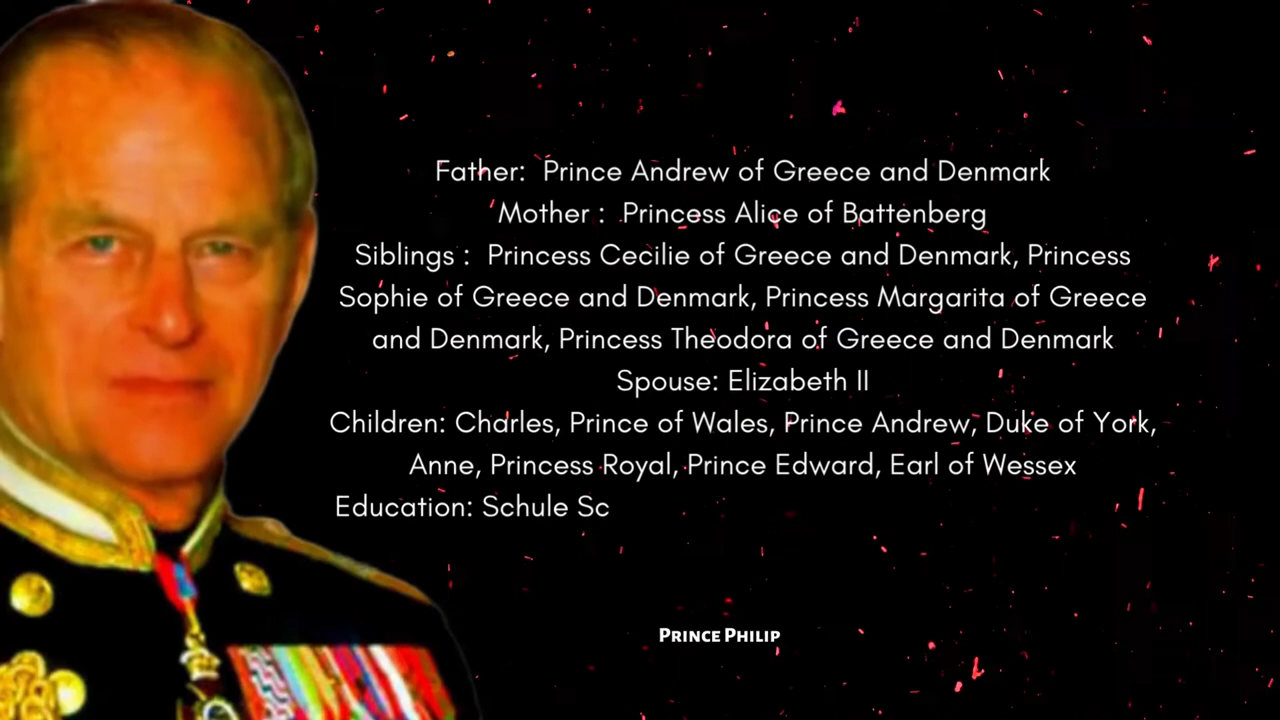 Father:  Prince Andrew of Greece and Denmark
Mother :  Princess Alice of Battenberg
Siblings :  Princess Cecilie of Greece and Denmark, Princess
Sophie of Greece and Denmark, Princess Margarita of Greece
and Denmark, Princess Theodora of Greece and Denmark
Spouse: Elizabeth II
Children: Charles, Prince of Wales, Prince Andrew, Duke of York,
Anne, Princess Royal, Prince Edward, Earl of Wessex
Education: Schule Sc
Prince Philip